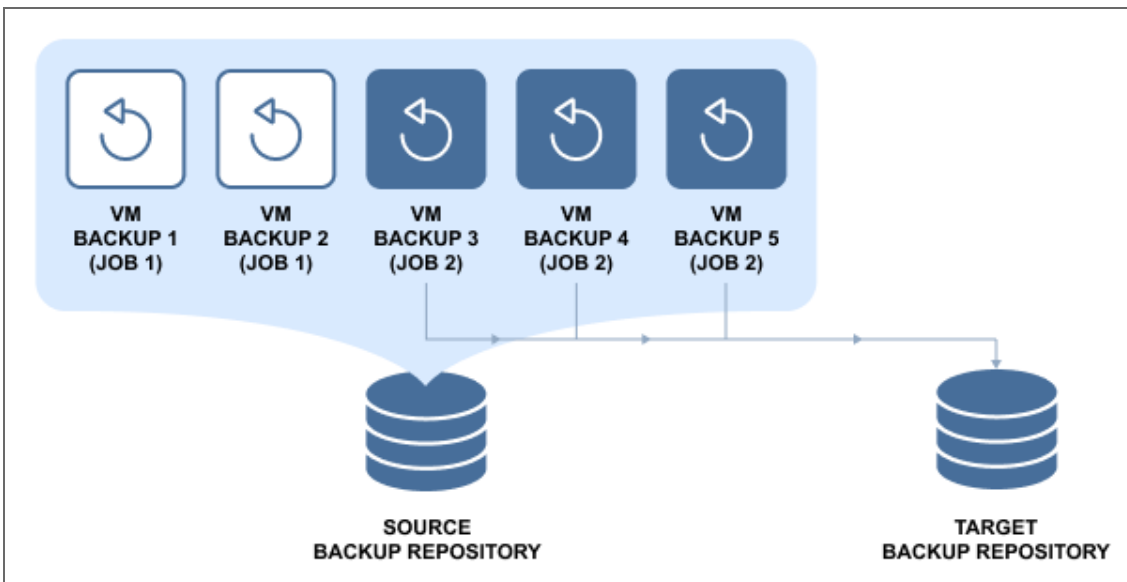 VM
BACKUP 1
(JOB 1)
VM
BACKUP 2
(JOB 1)
VM
BACKUP 3
(JOB 2)
VM
BACKUP 4
(JOB 2)
VM
BACKUP 5
(JOB 2)
SOURCE
BACKUP REPOSITORY
TARGET
BACKUP REPOSITORY